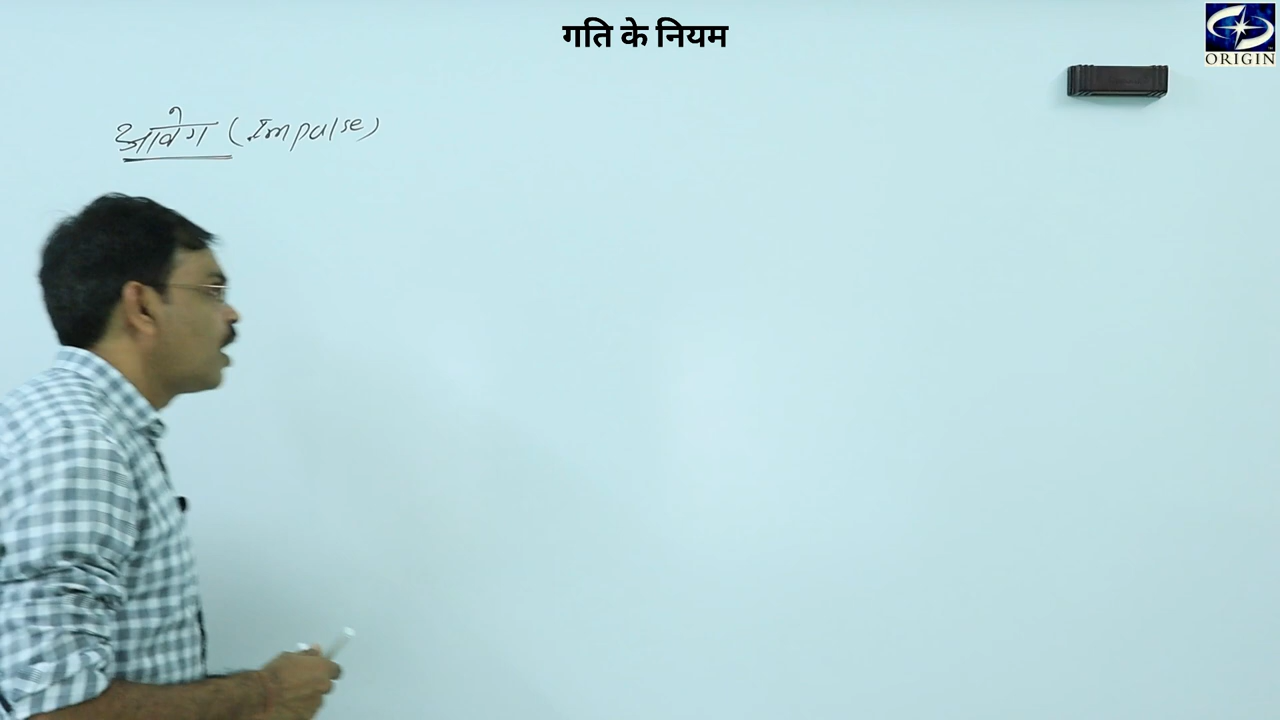 गति के नियम
ORIGIN
आवेग (Impulse)